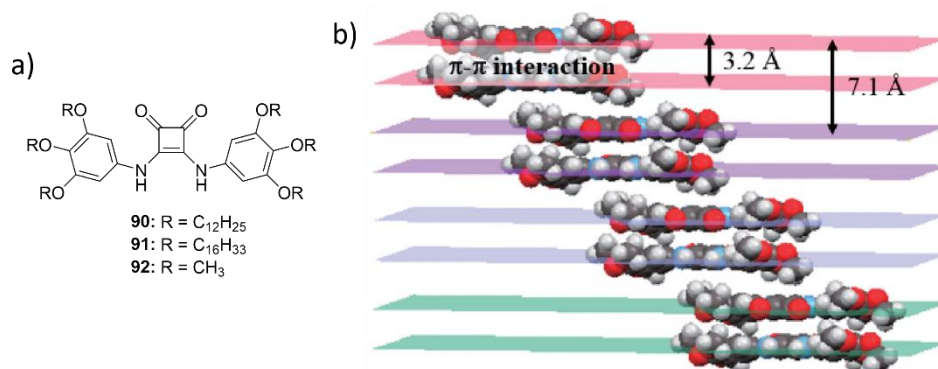 a)
RO
OR
O
O
RO
OR
RO
OR
N
H
N
H
90: R = C₁₂H₂₅
91: R = C₁₆H₃₃
92: R = CH₃
b)
π-π interaction
3.2 Å
7.1 Å